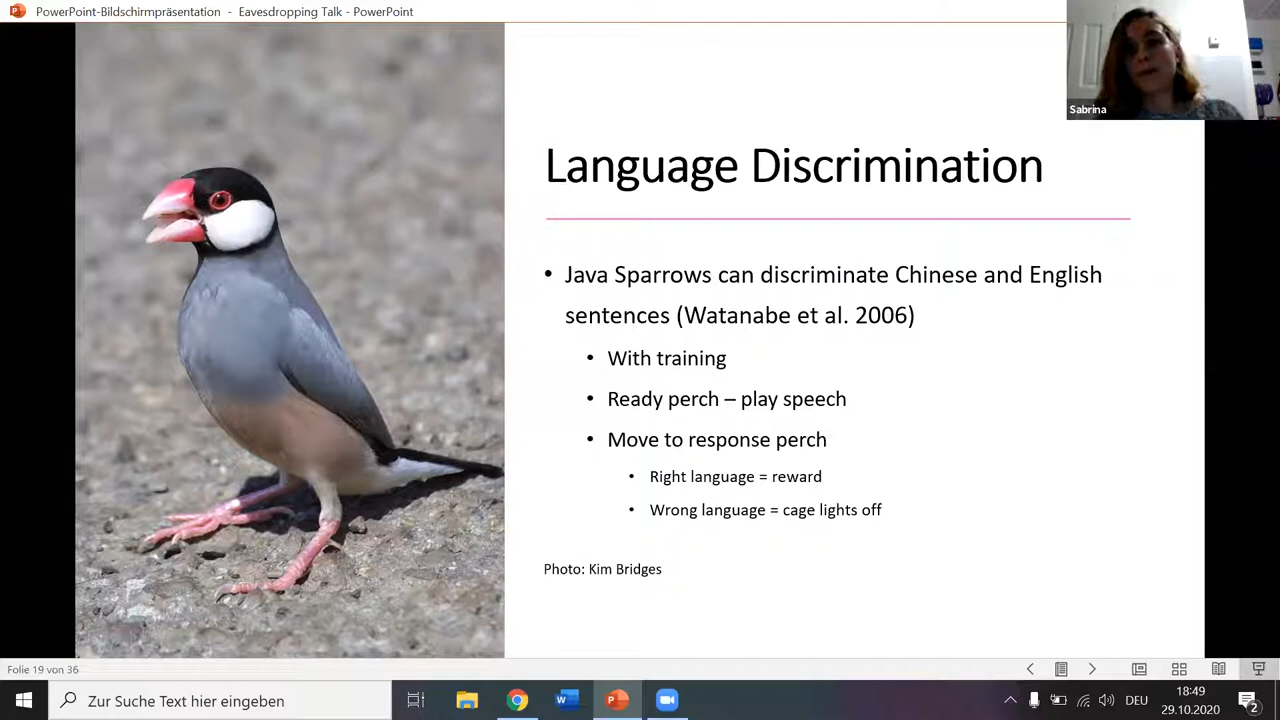 PowerPoint-Bildschirmpräsentation - Eavesdropping Talk - PowerPoint
Sabrina
Language Discrimination
• Java Sparrows can discriminate Chinese and English
sentences (Watanabe et al. 2006)
• With training
• Ready perch – play speech
• Move to response perch
• Right language = reward
• Wrong language = cage lights off
Photo: Kim Bridges
Folie 19 von 36
Zur Suche Text hier eingeben
DEU
18:49
29.10.2020
2